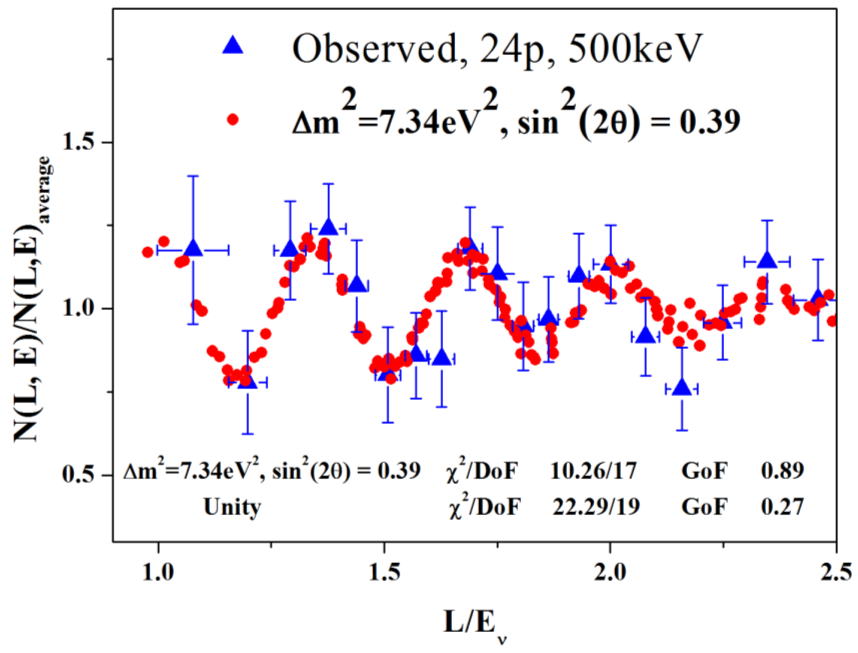 Observed, 24p, 500keV
Δm²=7.34eV², sin²(2θ) = 0.39
N(L, E)/N(L,E)average
1.5
1.0
0.5
Δm²=7.34eV², sin²(2θ) = 0.39 χ²/DoF 10.26/17 GoF 0.89
Unity χ²/DoF 22.29/19 GoF 0.27
1.0 1.5 2.0 2.5
L/Eν